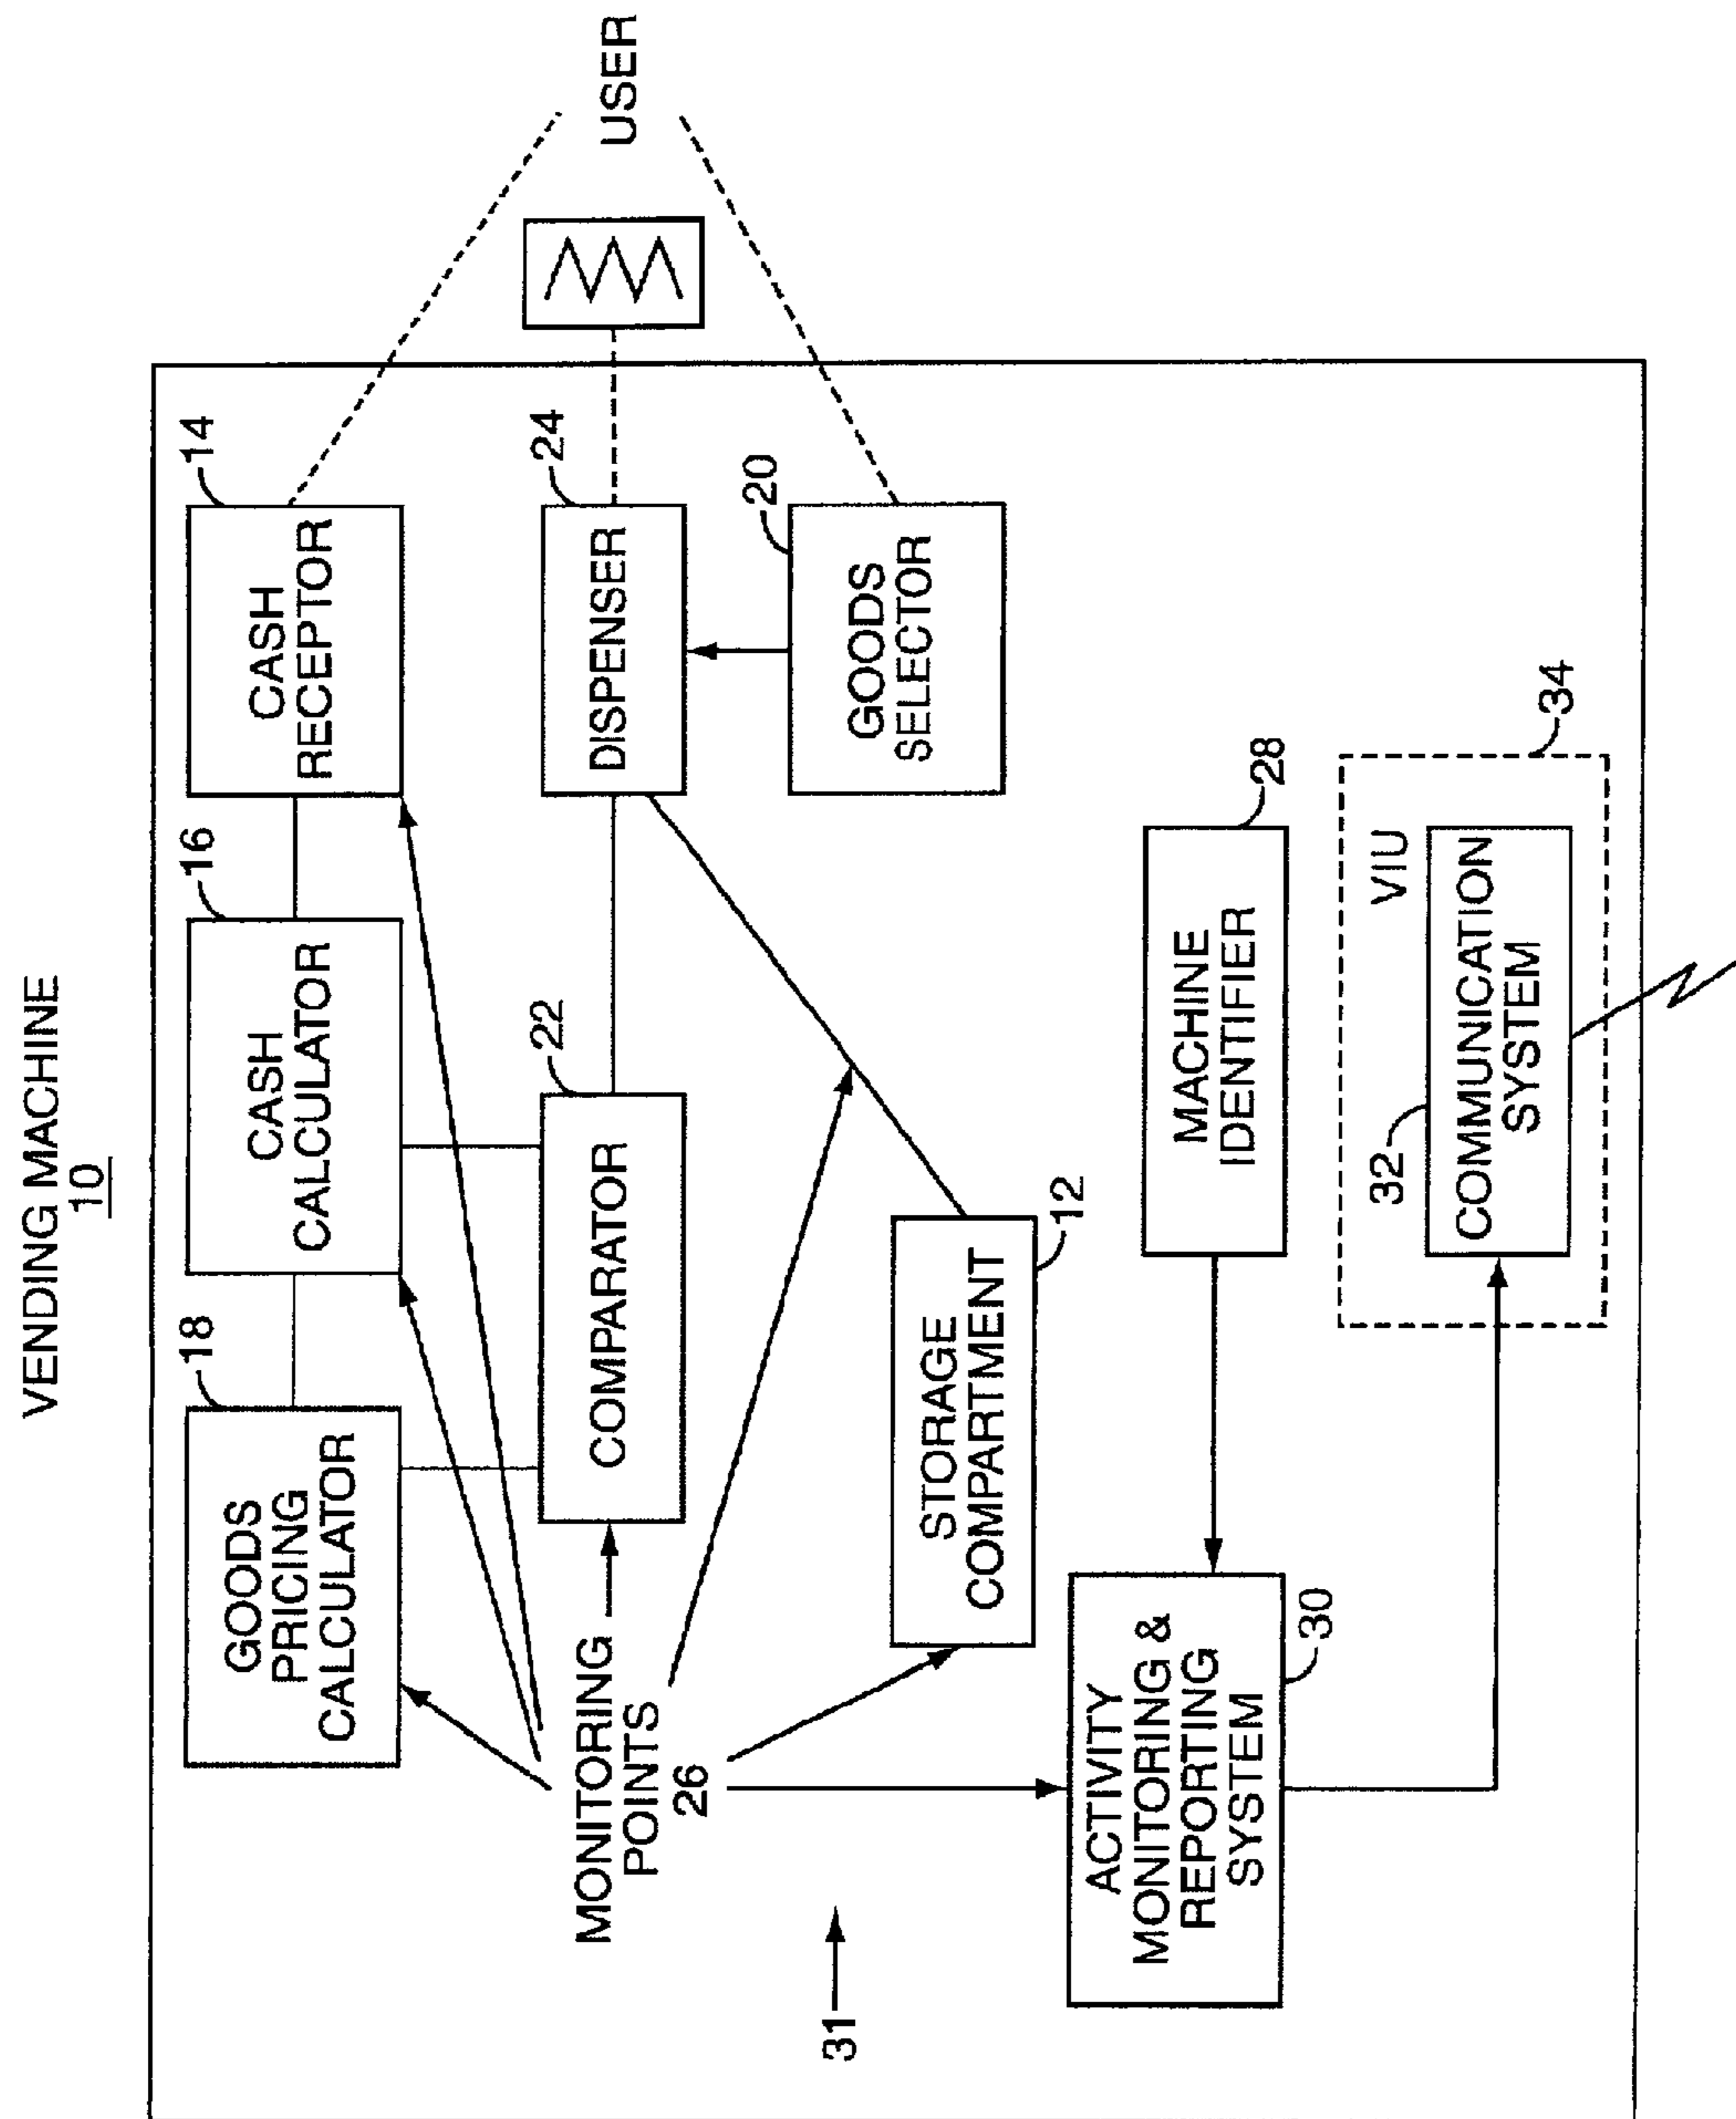 VENDING MACHINE
10
18
16
14
GOODS
PRICING
CALCULATOR
CASH
CALCULATOR
CASH
RECEPTOR
22
24
COMPARATOR
DISPENSER
USER
MONITORING
POINTS
26
20
GOODS
SELECTOR
STORAGE
COMPARTMENT
12
31
ACTIVITY
MONITORING &
REPORTING
SYSTEM
30
MACHINE
IDENTIFIER
28
VIU
34
32
COMMUNICATION
SYSTEM